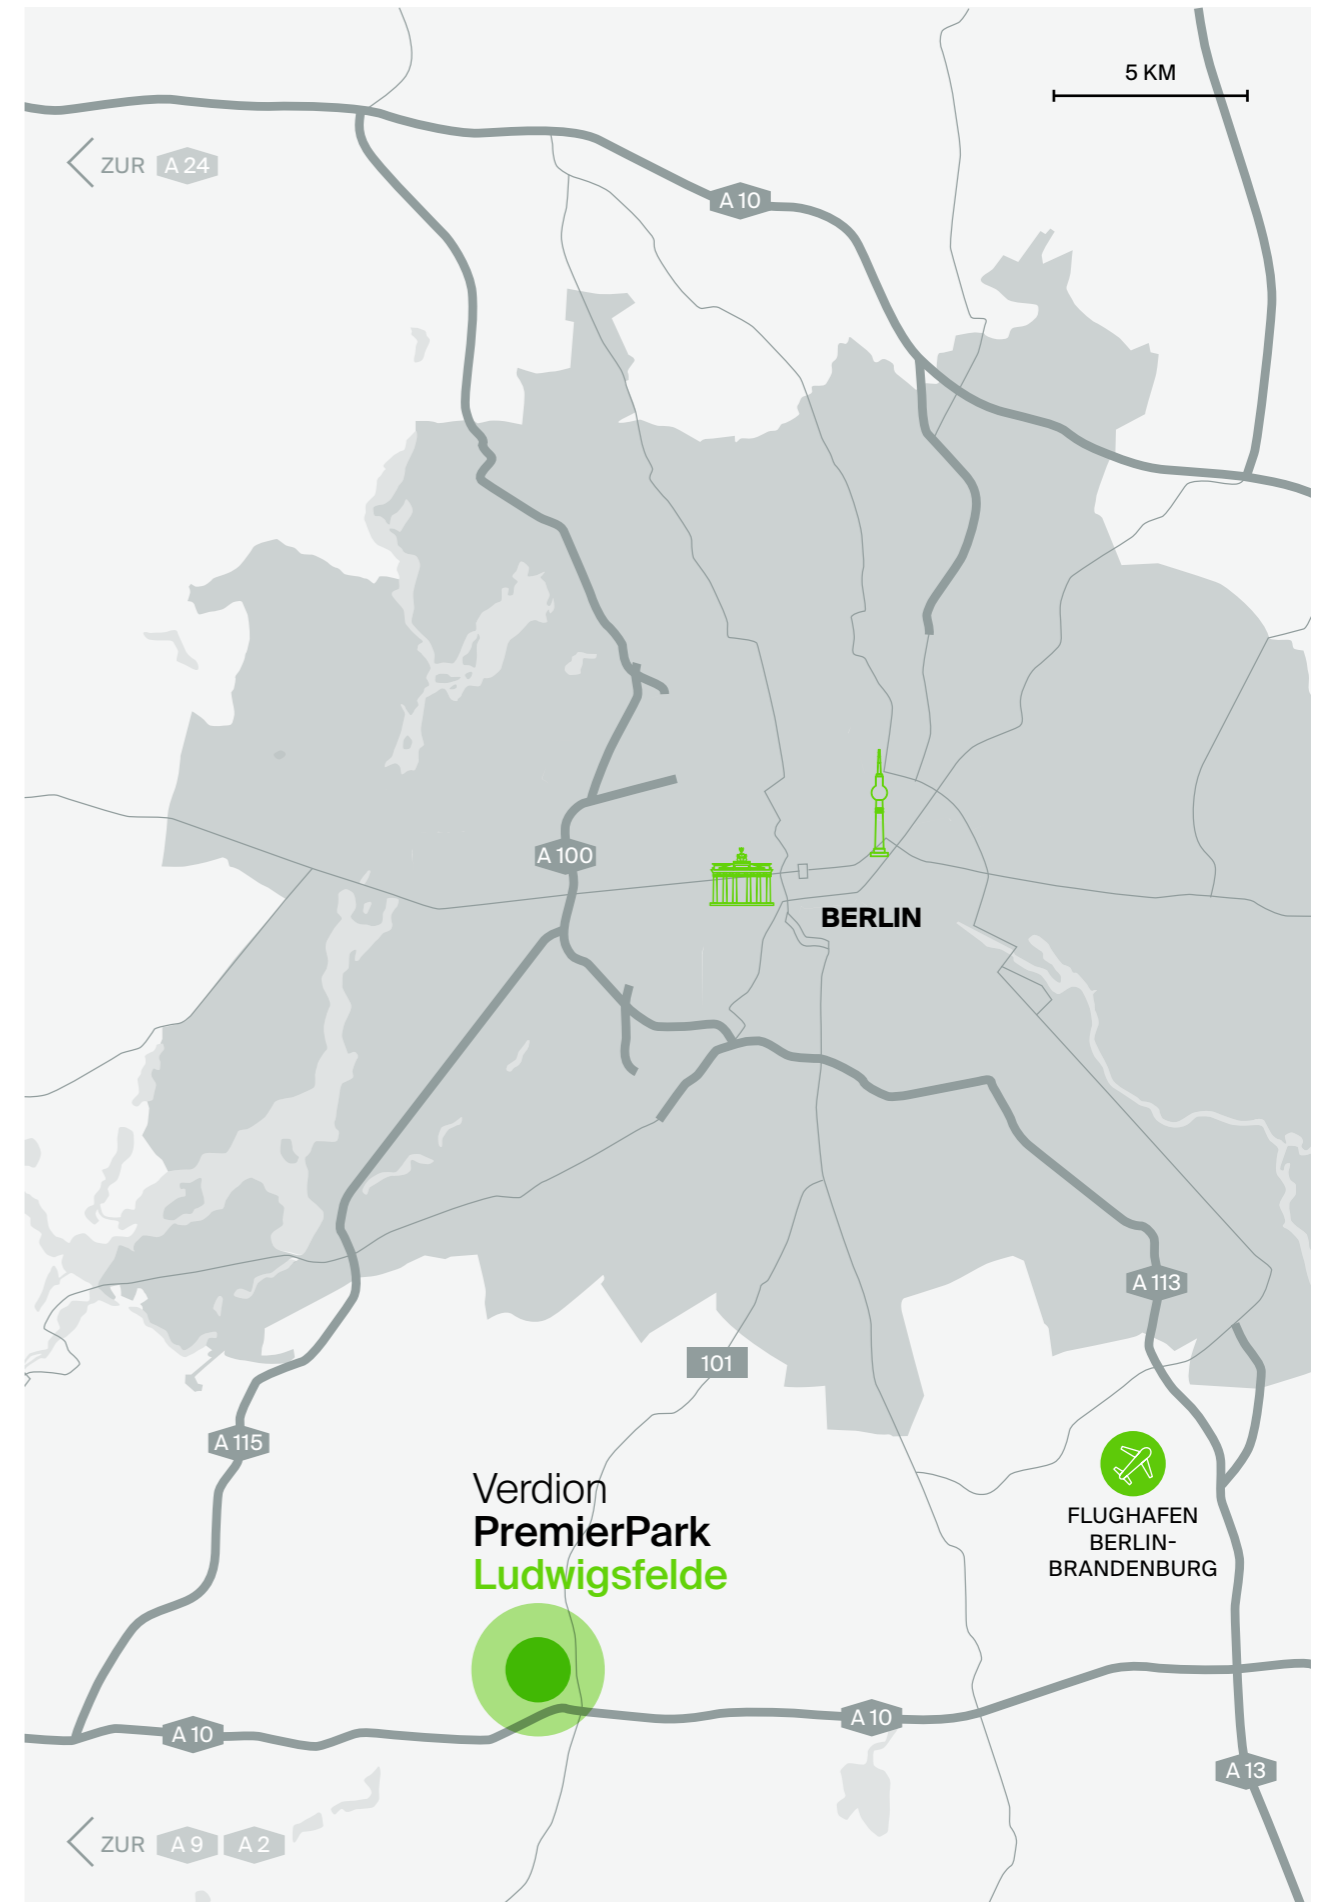 5 KM
ZUR A 24
A 10
A 100
BERLIN
A 113
101
A 115
Verdion
PremierPark
Ludwigsfelde
FLUGHAFEN
BERLIN-
BRANDENBURG
A 10
A 10
A 13
ZUR A 9 A 2